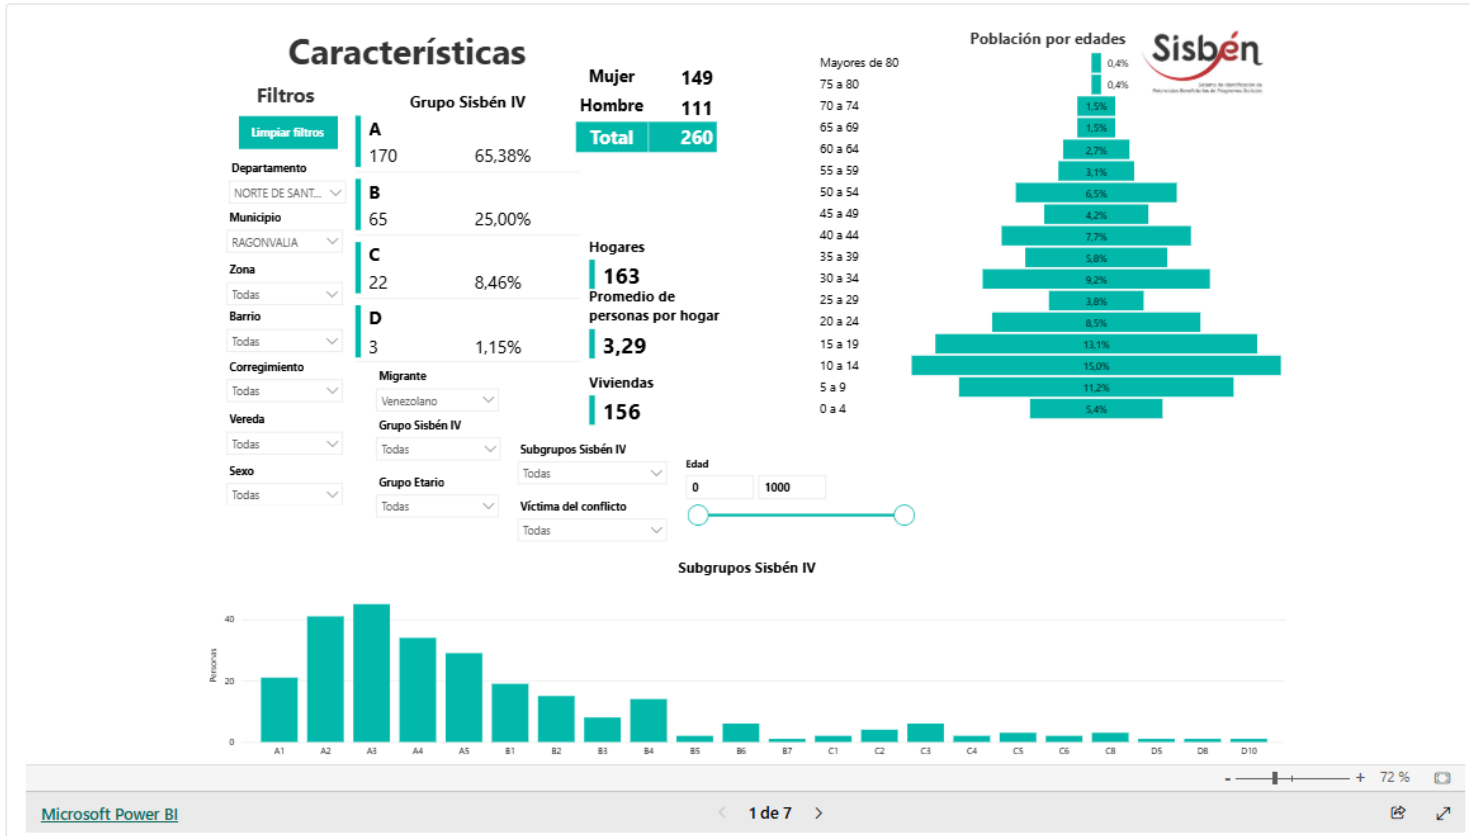 Características
Filtros
Limpiar filtros
Departamento
NORTE DE SANT...
Municipio
RAGONVALIA
Zona
Todas
Barrio
Todas
Corregimiento
Todas
Vereda
Todas
Sexo
Todas
Grupo Sisbén IV
A
170 65,38%
B
65 25,00%
C
22 8,46%
D
3 1,15%
Migrante
Venezolano
Grupo Sisbén IV
Todas
Grupo Etario
Todas
Mujer 149
Hombre 111
Total 260
Hogares
163
Promedio de
personas por hogar
3,29
Viviendas
156
Subgrupos Sisbén IV
Todas
Víctima del conflicto
Todas
Edad
0 1000
Población por edades
Sisbén
Sistema de Identificación de
Potenciales Beneficiarios de Programas Sociales
Mayores de 80 0,4%
75 a 80 0,4%
70 a 74 1,5%
65 a 69 1,5%
60 a 64 2,7%
55 a 59 3,1%
50 a 54 6,5%
45 a 49 4,2%
40 a 44 7,7%
35 a 39 5,8%
30 a 34 9,2%
25 a 29 3,8%
20 a 24 8,5%
15 a 19 13,1%
10 a 14 15,0%
5 a 9 11,2%
0 a 4 5,4%
Subgrupos Sisbén IV
Personas
40
20
0
A1 A2 A3 A4 A5 B1 B2 B3 B4 B5 B6 B7 C1 C2 C3 C4 C5 C6 C8 D5 D8 D10
- + 72 %
Microsoft Power BI
1 de 7